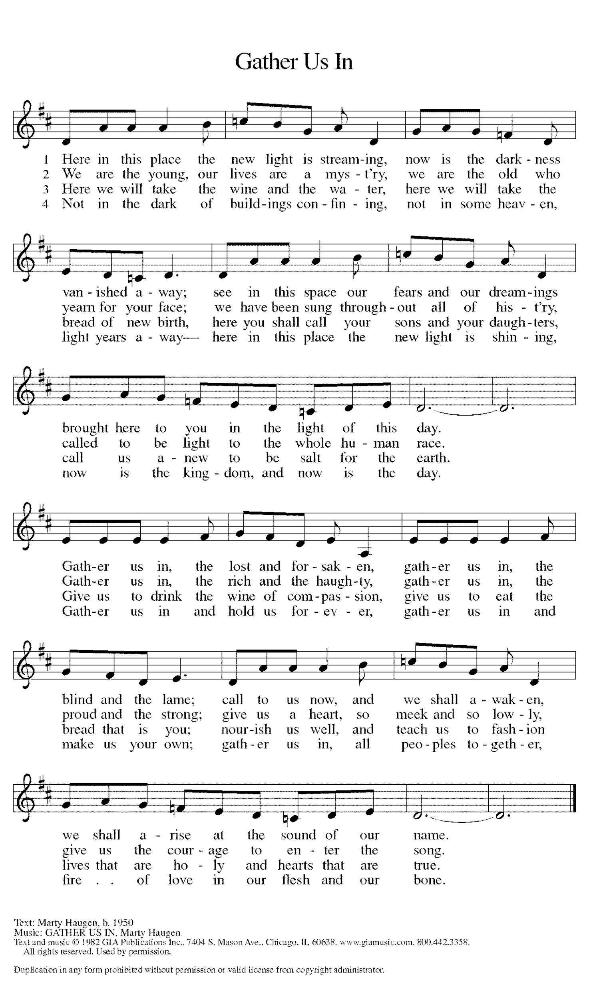 Gather Us In
1 Here in this place the new light is stream-ing, now is the dark - ness
2 We are the young, our lives are a mys - t'ry, we are the old who
3 Here we will take the wine and the wa - ter, here we will take the
4 Not in the dark of build-ings con - fin - ing, not in some heav - en,
van - ished a - way; see in this space our fears and our dream-ings
yearn for your face; we have been sung through - out all of his - t'ry,
bread of new birth, here you shall call your sons and your daugh-ters,
light years a - way— here in this place the new light is shin - ing,
brought here to you in the light of this day.
called to be light to the whole hu - man race.
call us a - new to be salt for the earth.
now is the king - dom, and now is the day.
Gath-er us in, the lost and for - sak - en, gath-er us in, the
Gath-er us in, the rich and the haugh-ty, gath-er us in, the
Give us to drink the wine of com-pas - sion, give us to eat the
Gath-er us in and hold us for - ev - er, gath-er us in and
blind and the lame; call to us now, and we shall a - wak - en,
proud and the strong; give us a heart, so meek and so low - ly,
bread that is you; nour-ish us well, and teach us to fash - ion
make us your own; gath - er us in, all peo - ples to - geth - er,
we shall a - rise at the sound of our name.
give us the cour - age to en - ter the song.
lives that are ho - ly and hearts that are true.
fire . . of love in our flesh and our bone.
Text: Marty Haugen, b. 1950
Music: GATHER US IN, Marty Haugen
Text and music © 1982 GIA Publications Inc., 7404 S. Mason Ave., Chicago, IL 60638. www.giamusic.com. 800.442.3358.
All rights reserved. Used by permission.
Duplication in any form prohibited without permission or valid license from copyright administrator.